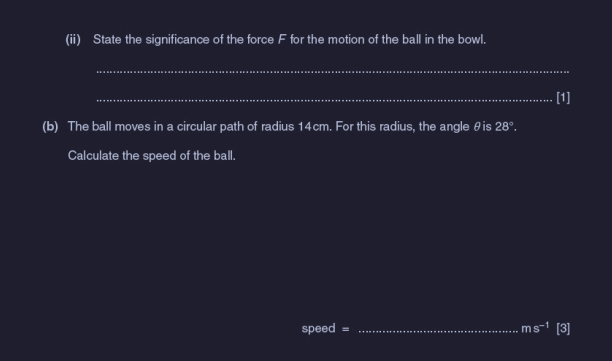 (ii) State the significance of the force F for the motion of the ball in the bowl.
..........................................................................................................................................
..................................................................................................................................... [1]
(b) The ball moves in a circular path of radius 14 cm. For this radius, the angle θ is 28°.
Calculate the speed of the ball.
speed = ............................................... m s⁻¹ [3]